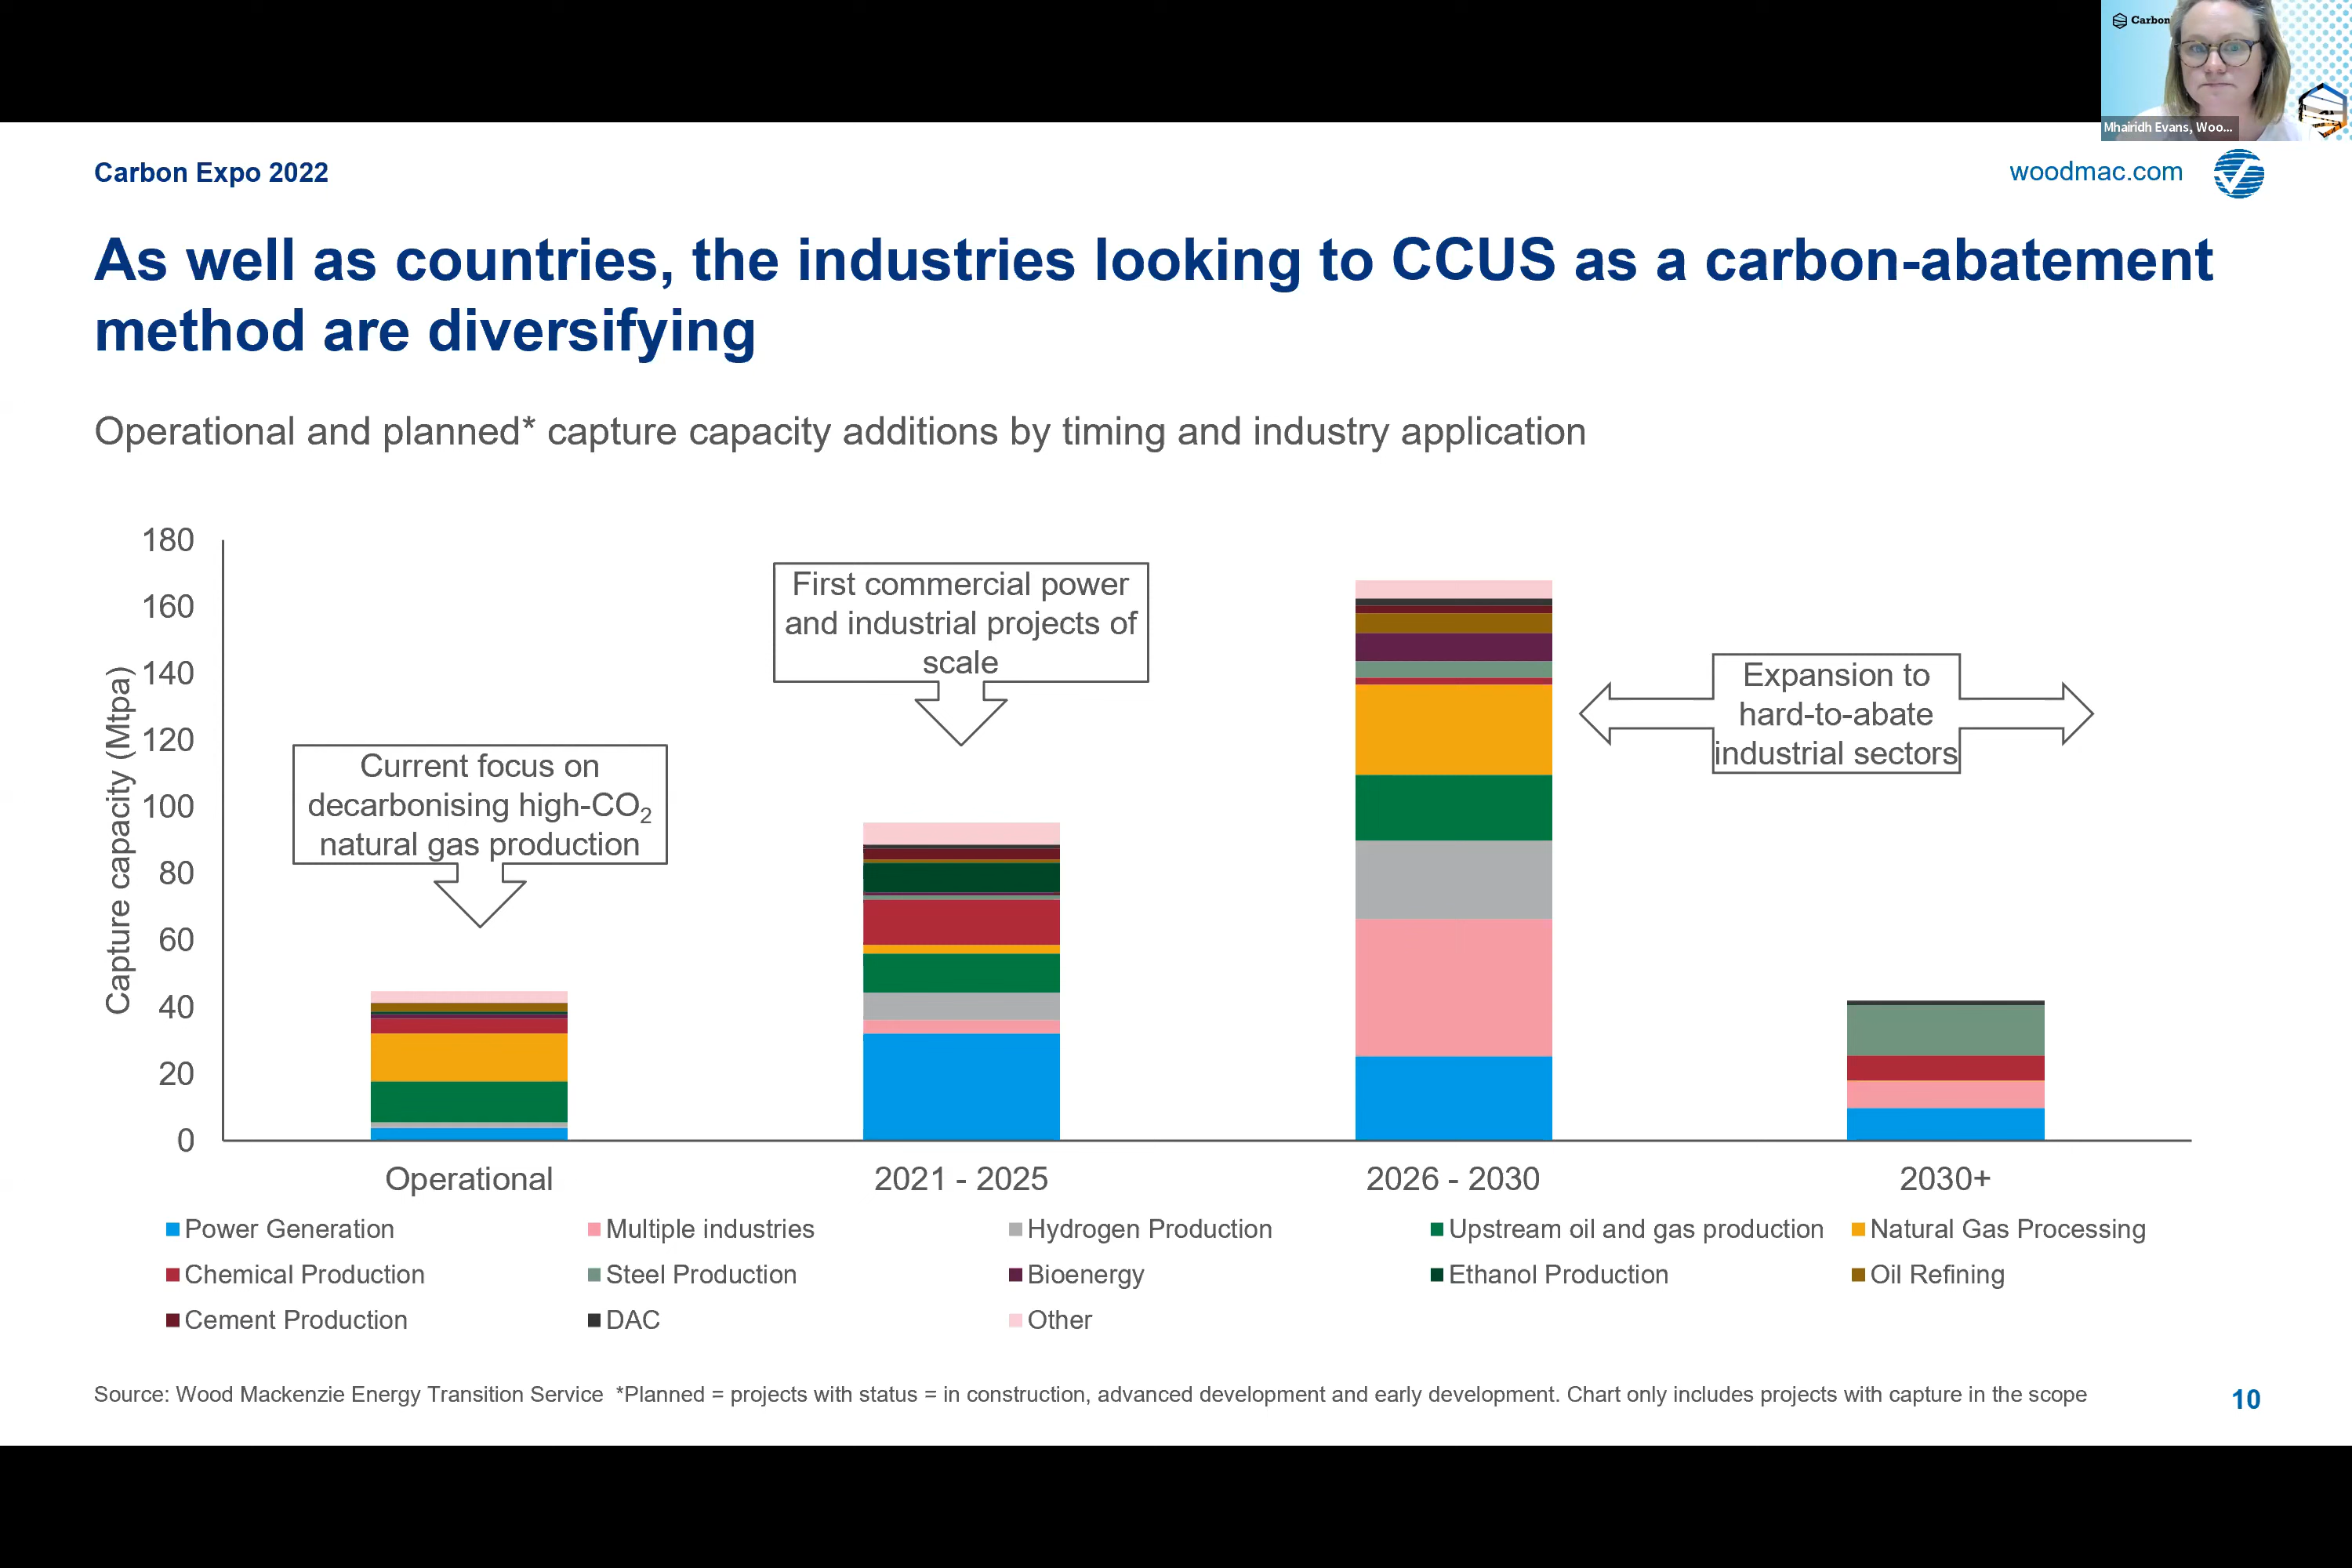 Carbon
Mhairidh Evans, Woo...
Carbon Expo 2022
woodmac.com
As well as countries, the industries looking to CCUS as a carbon-abatement
method are diversifying
Operational and planned* capture capacity additions by timing and industry application
Capture capacity (Mtpa)
180
160
140
120
100
80
60
40
20
0
Current focus on
decarbonising high-CO₂
natural gas production
First commercial power
and industrial projects of
scale
Expansion to
hard-to-abate
industrial sectors
Operational
2021 - 2025
2026 - 2030
2030+
Power Generation
Multiple industries
Hydrogen Production
Upstream oil and gas production
Natural Gas Processing
Chemical Production
Steel Production
Bioenergy
Ethanol Production
Oil Refining
Cement Production
DAC
Other
Source: Wood Mackenzie Energy Transition Service *Planned = projects with status = in construction, advanced development and early development. Chart only includes projects with capture in the scope
10